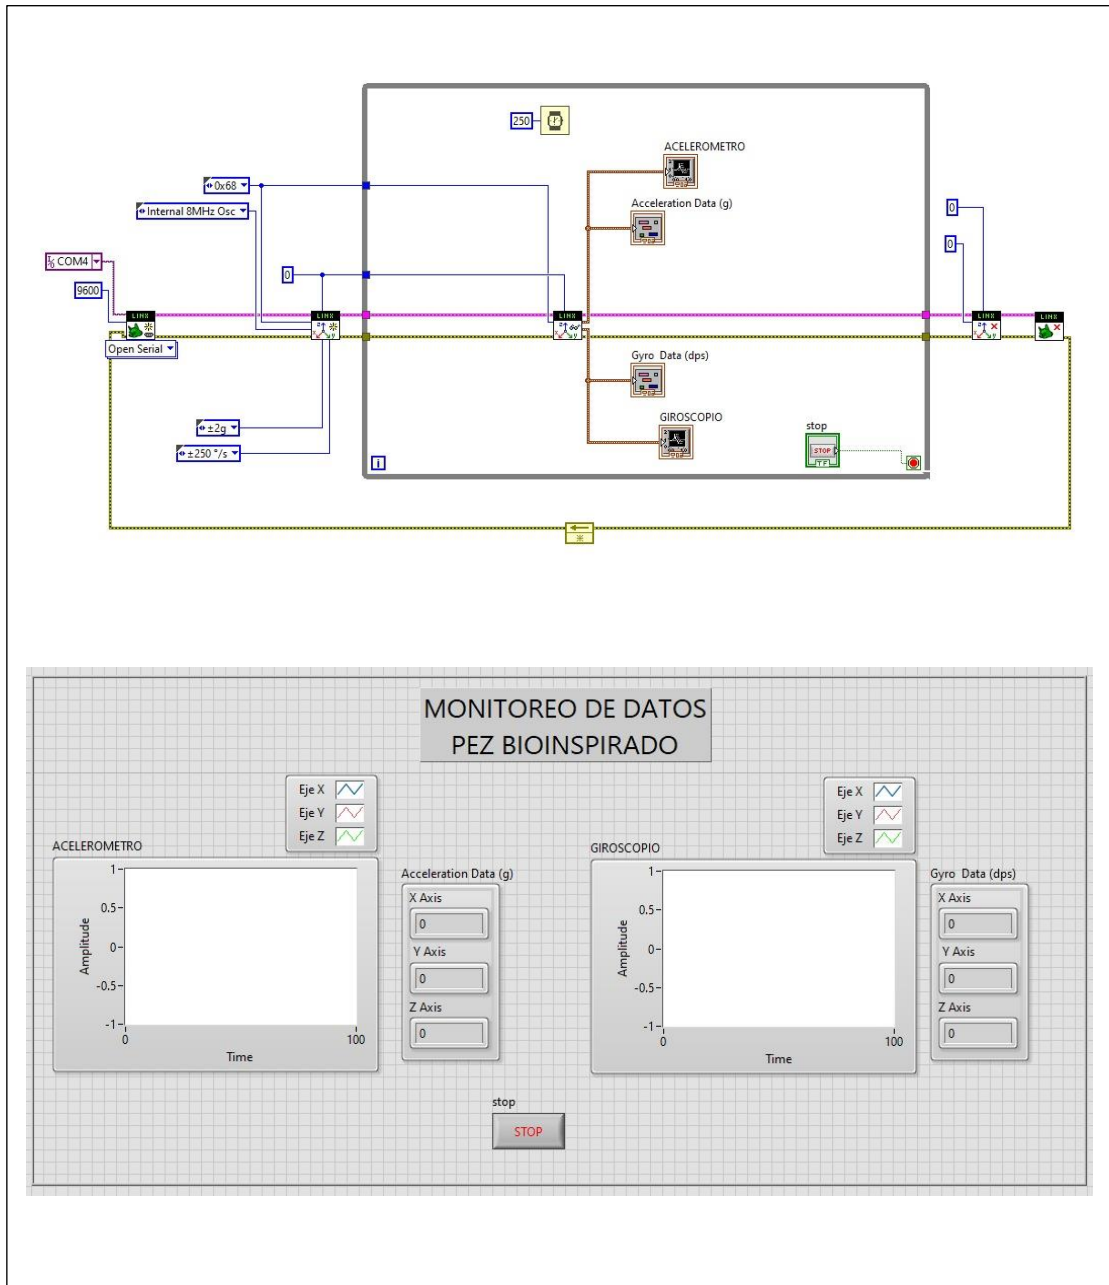 250
ACELEROMETRO
0x68
Acceleration Data (g)
Internal 8MHz Osc
0
0
COM4
0
9600
LINX
LINX
LINX
LINX
LINX
Open Serial
Gyro Data (dps)
±2g
GIROSCOPIO
stop
±250 °/s
STOP
TF
i
MONITOREO DE DATOS
PEZ BIOINSPIRADO
Eje X
Eje Y
Eje Z
ACELEROMETRO
1
0.5
0
-0.5
-1
Amplitude
0
100
Time
Acceleration Data (g)
X Axis
0
Y Axis
0
Z Axis
0
Eje X
Eje Y
Eje Z
GIROSCOPIO
1
0.5
0
-0.5
-1
Amplitude
0
100
Time
Gyro Data (dps)
X Axis
0
Y Axis
0
Z Axis
0
stop
STOP